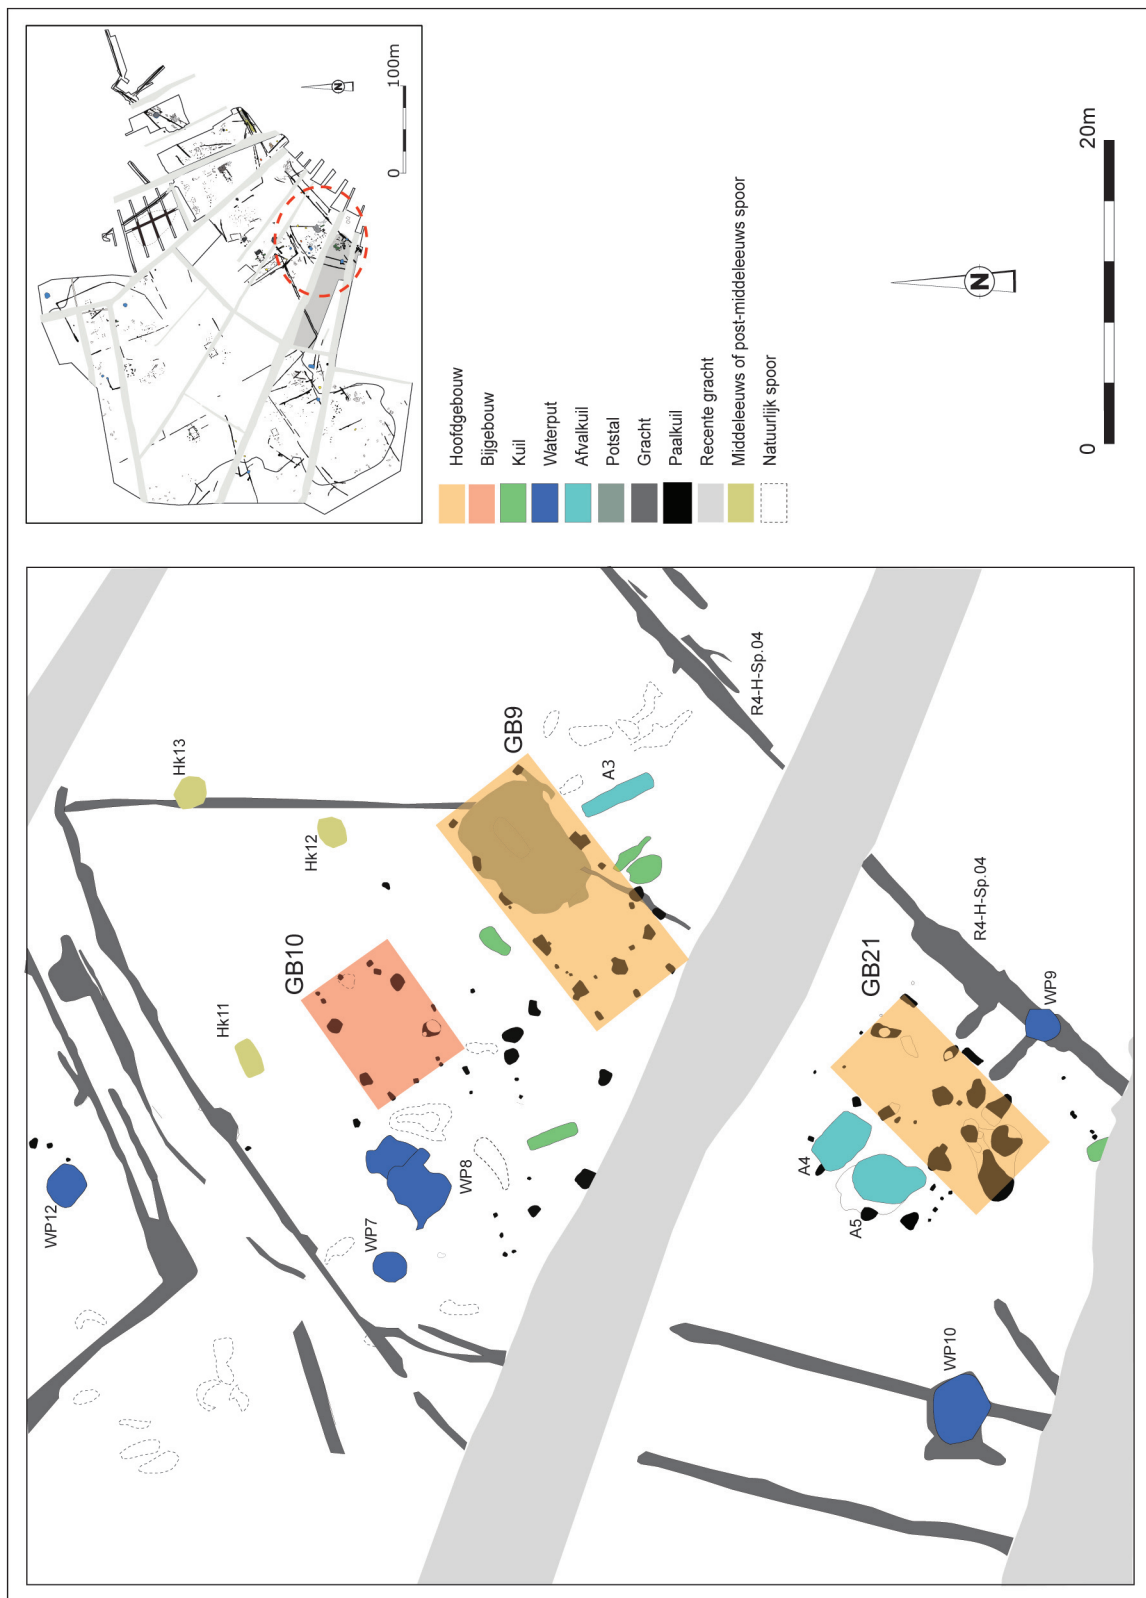 100m
0
N
Hoofdgebouw
Bijgebouw
Kuil
Waterput
Afvalkuil
Potstal
Gracht
Paalkuil
Recente gracht
Middeleeuws of post-middeleeuws spoor
Natuurlijk spoor
N
0
20m
WP12
Hk11
Hk13
Hk12
GB10
WP7
WP8
GB9
A3
R4-H-Sp.04
GB21
A4
A5
R4-H-Sp.04
WP9
WP10